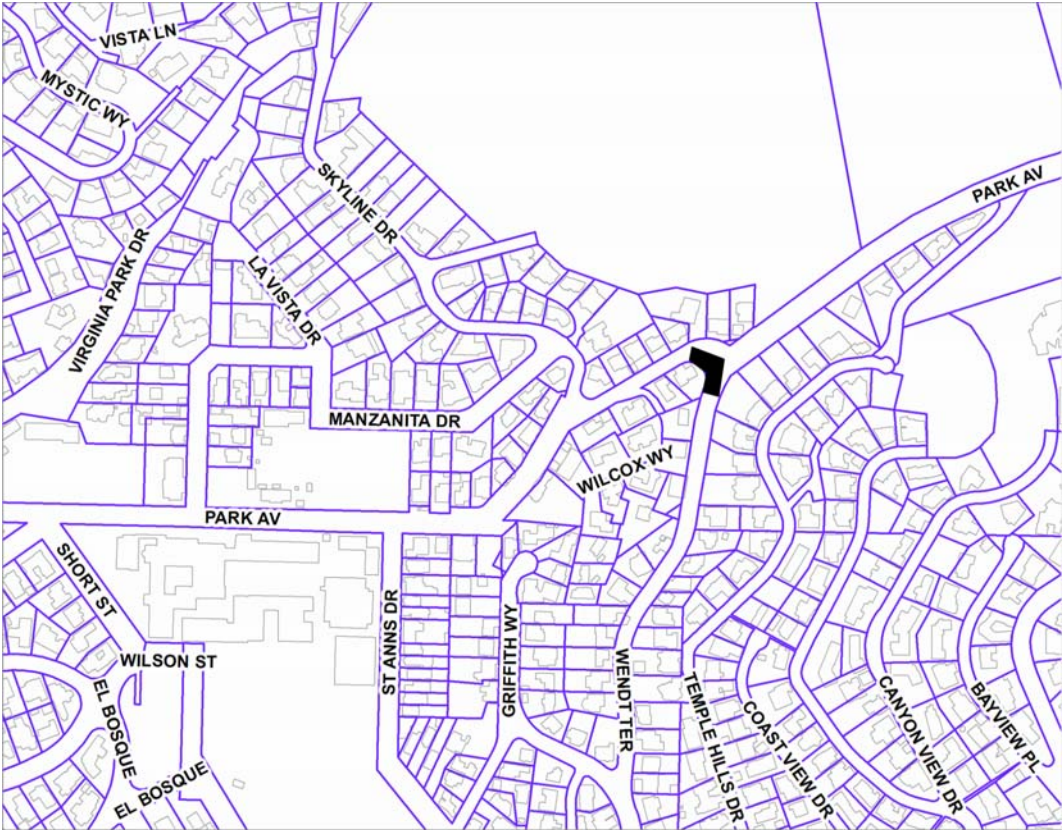 VISTA LN
MYSTIC WY
PARK AV
SKYLINE DR
VIRGINIA PARK DR
LA VISTA DR
MANZANITA DR
WILCOX WY
PARK AV
SHORT ST
ST ANNS DR
GRIFFITH WY
WENDT TER
WILSON ST
EL BOSQUE
TEMPLE HILLS DR
COAST VIEW DR
CANYON VIEW DR
BAYVIEW PL
EL BOSQUE